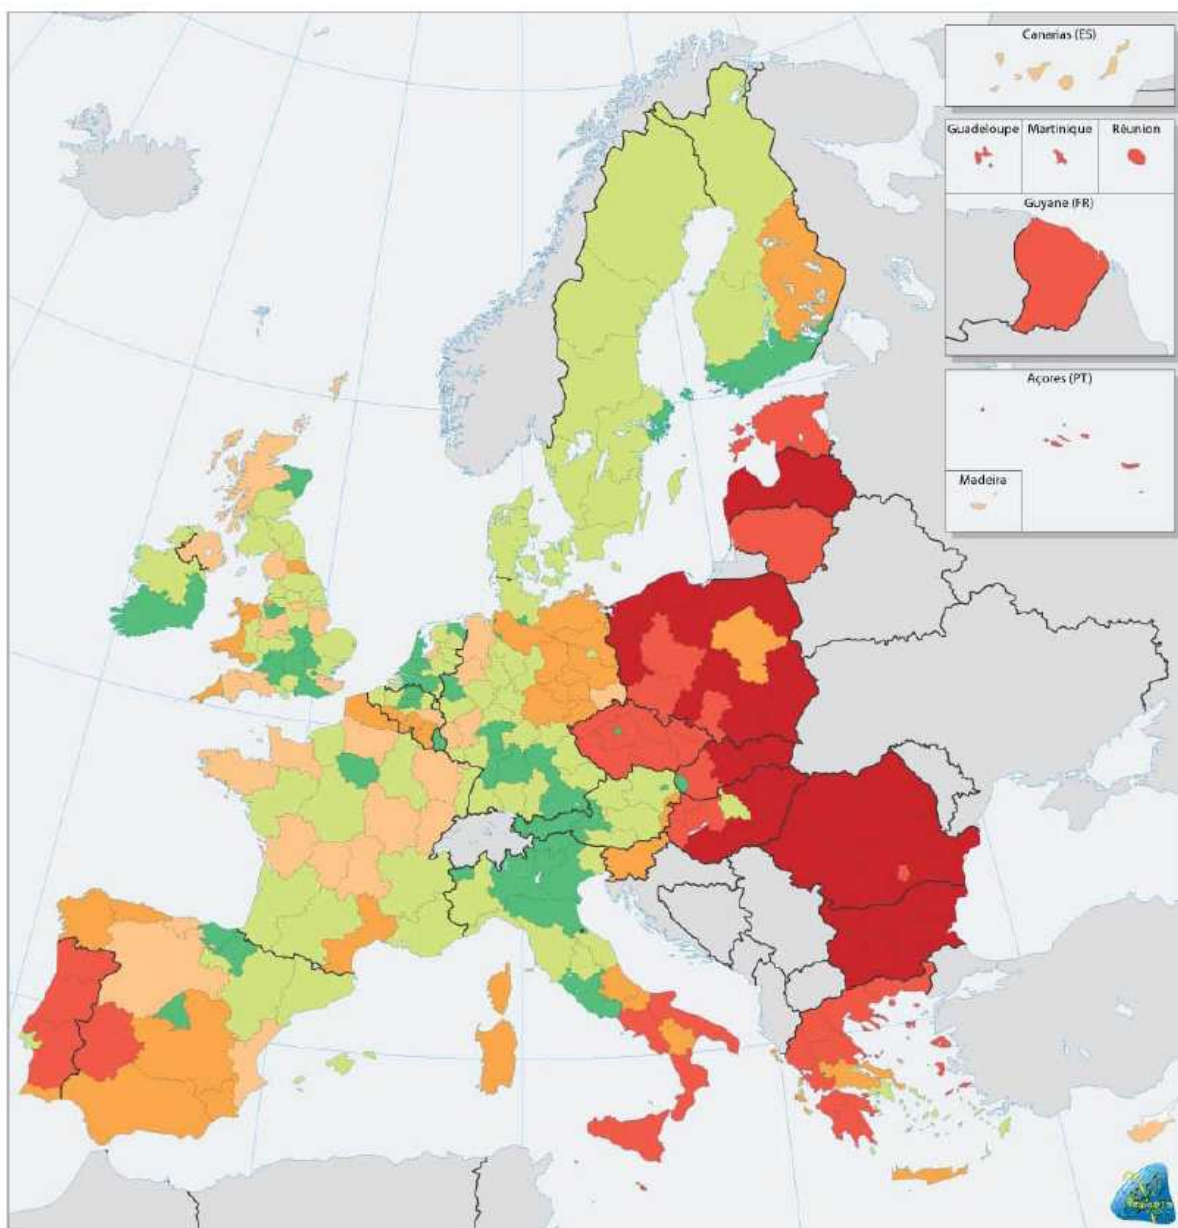 Canarias (ES)
Guadeloupe
Martinique
Réunion
Guyane (FR)
Açores (PT)
Madeira